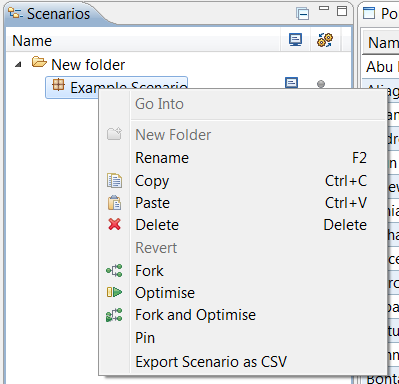 Scenarios
Po
Name
Nam
New folder
Abu
Example Scenario
Go Into
New Folder
Rename F2
Copy Ctrl+C
Paste Ctrl+V
Delete Delete
Revert
Fork
Optimise
Fork and Optimise
Pin
Export Scenario as CSV
Bonta